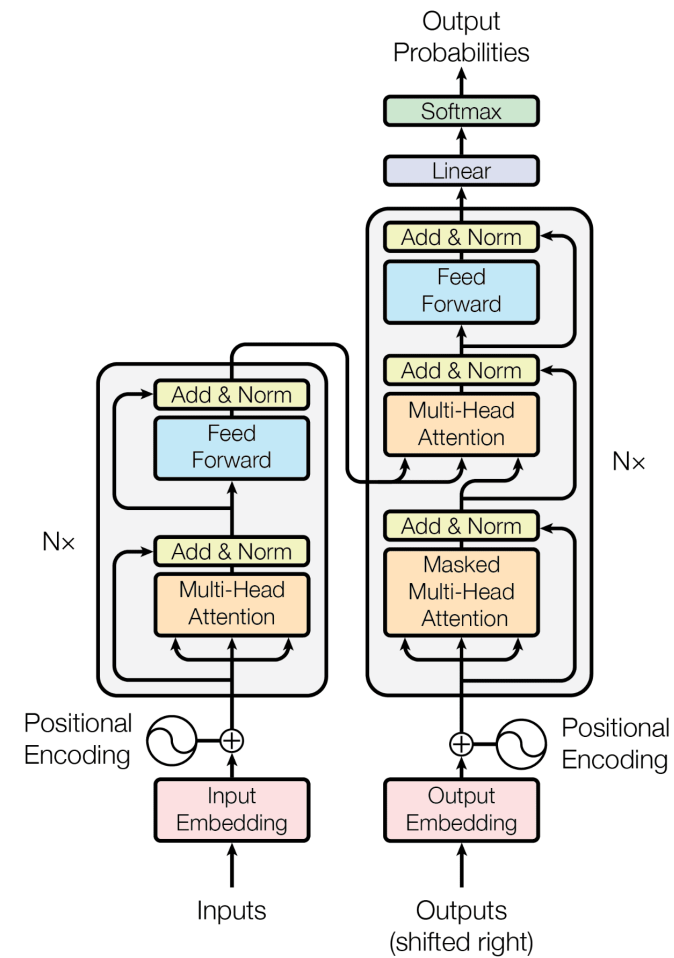 Output
Probabilities
Softmax
Linear
Add & Norm
Feed
Forward
Add & Norm
Multi-Head
Attention
Add & Norm
Masked
Multi-Head
Attention
N×
Add & Norm
Feed
Forward
Add & Norm
Multi-Head
Attention
N×
Positional
Encoding
Positional
Encoding
Input
Embedding
Output
Embedding
Inputs
Outputs
(shifted right)